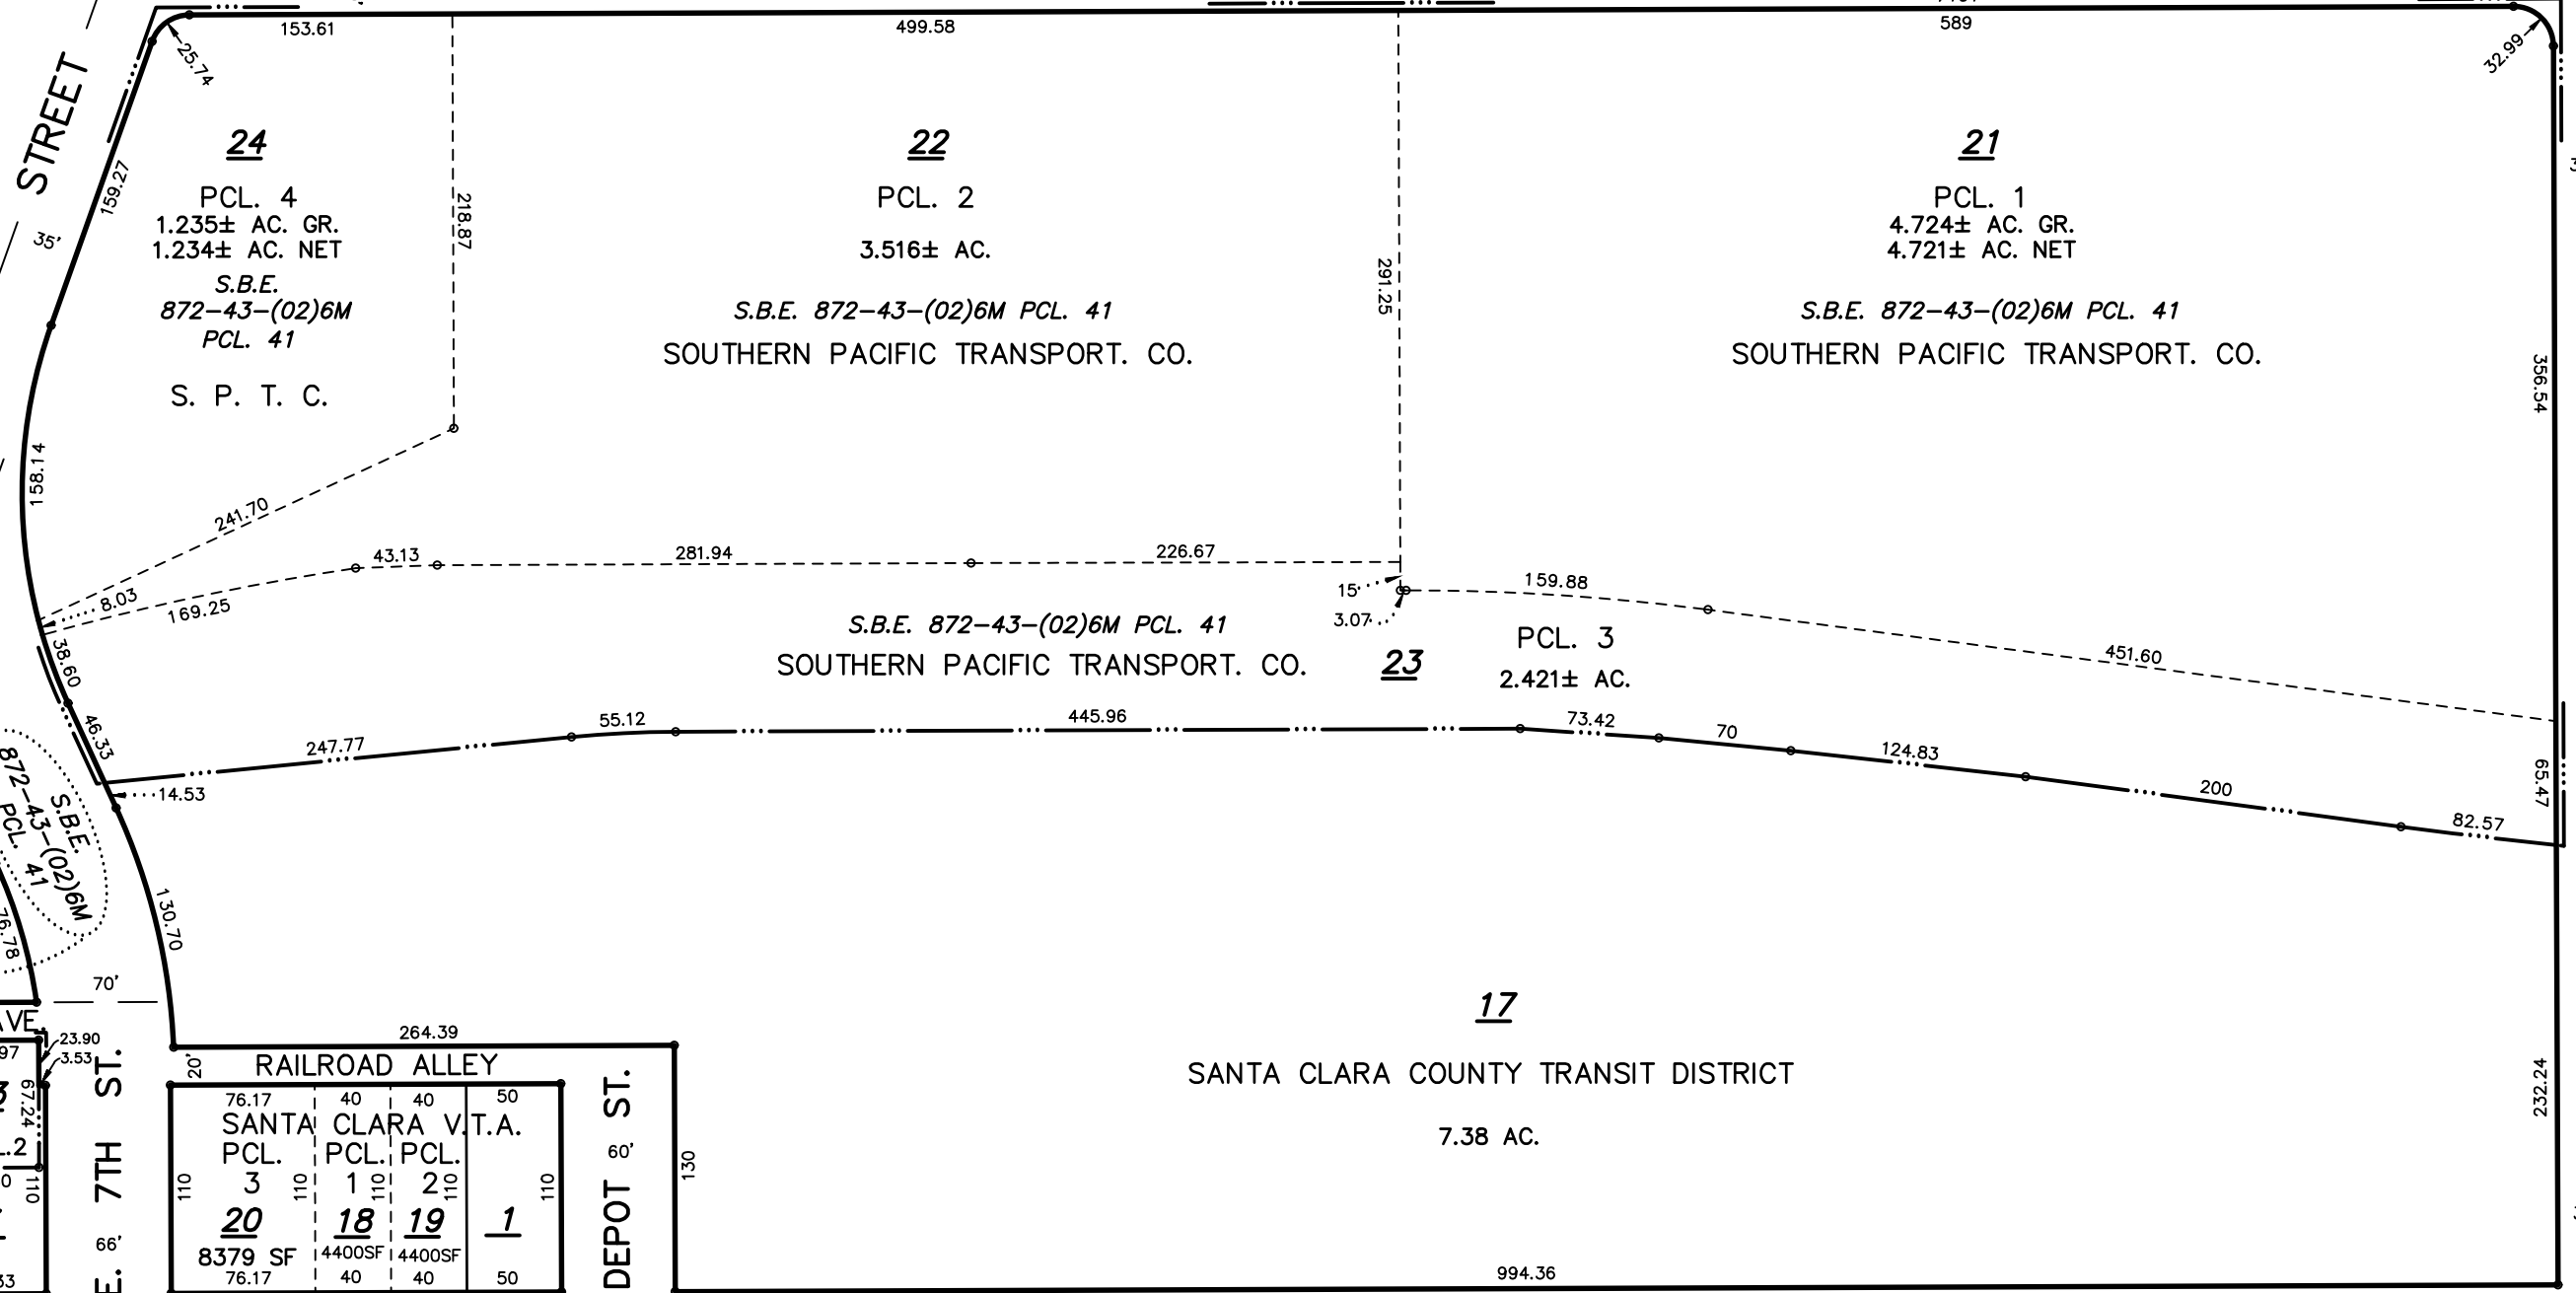 153.61
499.58
589
25.74
32.99
STREET
159.27
35'
24
PCL. 4
1.235± AC. GR.
1.234± AC. NET
S.B.E.
872-43-(02)6M
PCL. 41
S. P. T. C.
218.87
22
PCL. 2
3.516± AC.
S.B.E. 872-43-(02)6M PCL. 41
SOUTHERN PACIFIC TRANSPORT. CO.
291.25
21
PCL. 1
4.724± AC. GR.
4.721± AC. NET
S.B.E. 872-43-(02)6M PCL. 41
SOUTHERN PACIFIC TRANSPORT. CO.
356.54
158.14
241.70
43.13
281.94
226.67
8.03
169.25
15'
3.07
159.88
451.60
38.60
S.B.E. 872-43-(02)6M PCL. 41
SOUTHERN PACIFIC TRANSPORT. CO.
23
PCL. 3
2.421± AC.
46.33
247.77
55.12
445.96
73.42
70
124.83
200
82.57
65.47
14.53
S.B.E.
872-43-(02)6M
PCL. 41
130.70
76.78
70'
17
SANTA CLARA COUNTY TRANSIT DISTRICT
7.38 AC.
232.24
994.36
264.39
20'
RAILROAD ALLEY
AVE.
23.90
3.53
97
67.24
3
.2
110
0
33
E. 7TH ST.
66'
76.17
40
40
50
SANTA CLARA V.T.A.
PCL.
3
PCL.
1
PCL.
2
110
110
110
110
110
20
18
19
1
8379 SF
4400SF
4400SF
76.17
40
40
50
DEPOT ST.
60'
130